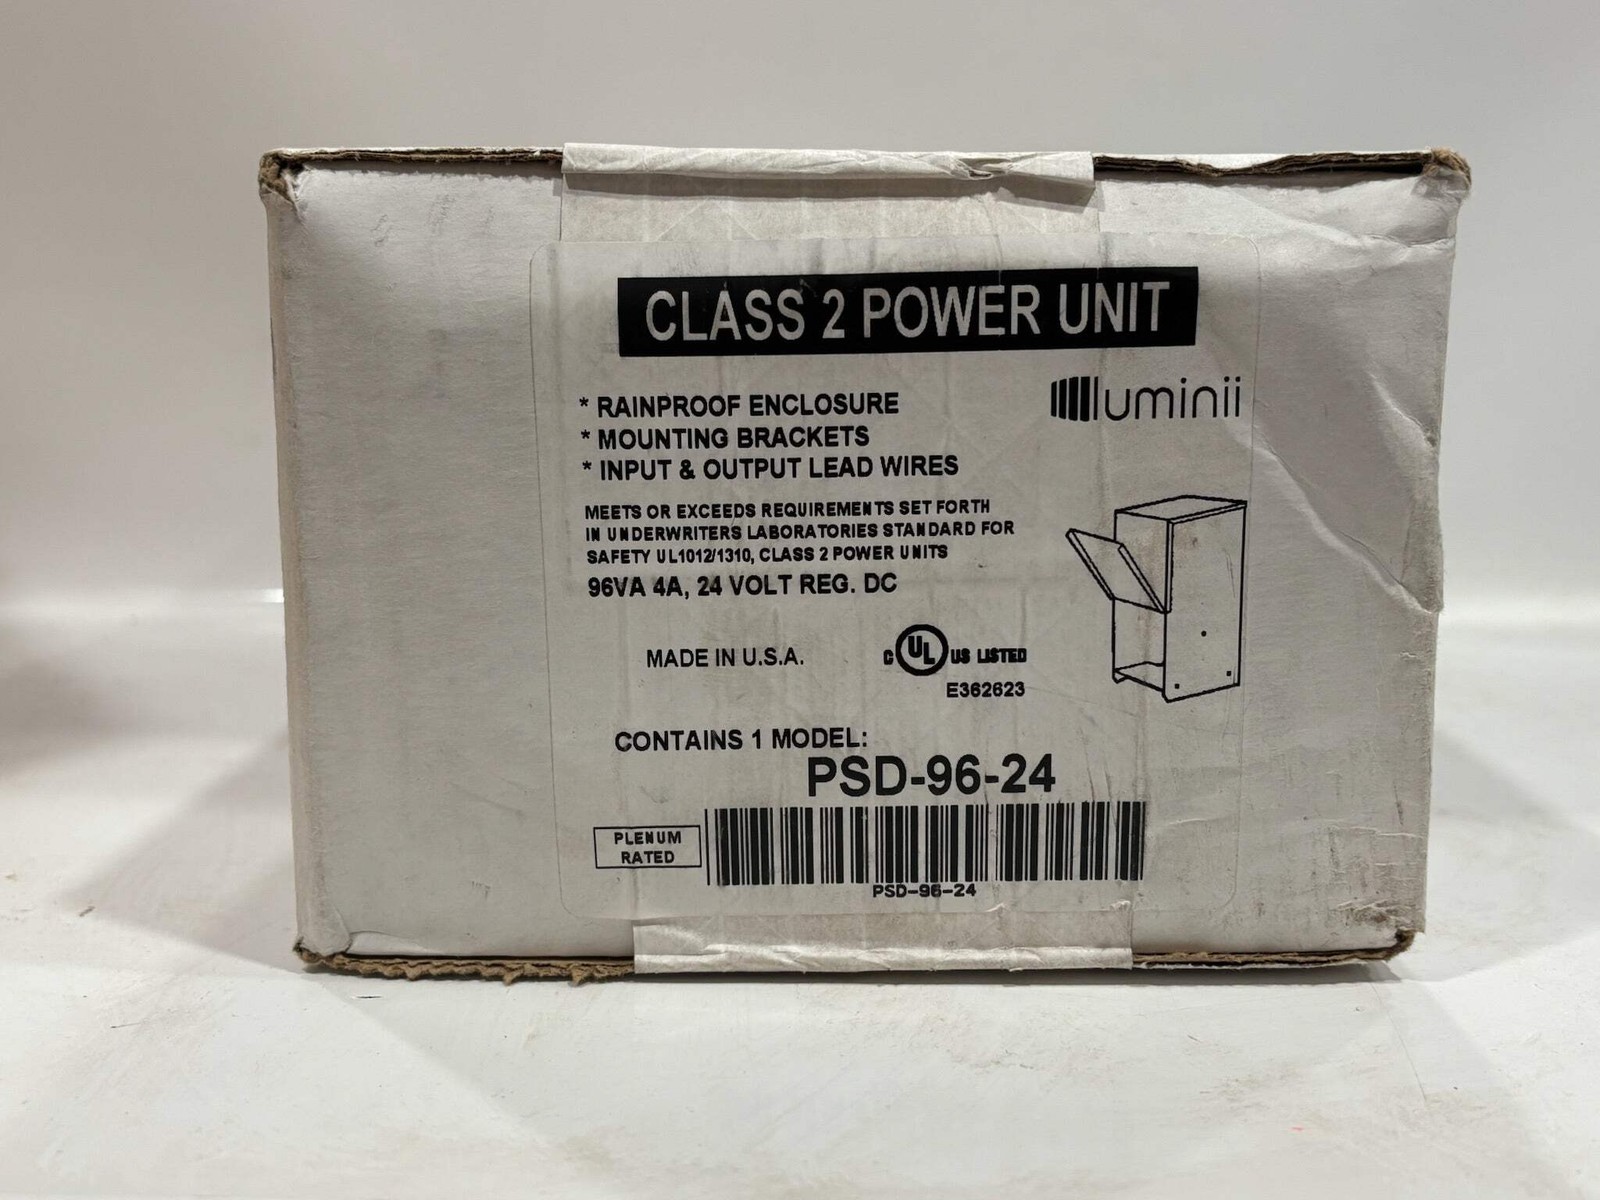 CLASS 2 POWER UNIT
luminii
* RAINPROOF ENCLOSURE
* MOUNTING BRACKETS
* INPUT & OUTPUT LEAD WIRES
MEETS OR EXCEEDS REQUIREMENTS SET FORTH
IN UNDERWRITERS LABORATORIES STANDARD FOR
SAFETY UL1012/1310, CLASS 2 POWER UNITS
96VA 4A, 24 VOLT REG. DC
MADE IN U.S.A.
C UL US LISTED
E362623
CONTAINS 1 MODEL:
PSD-96-24
PLENUM
RATED
PSD-96-24